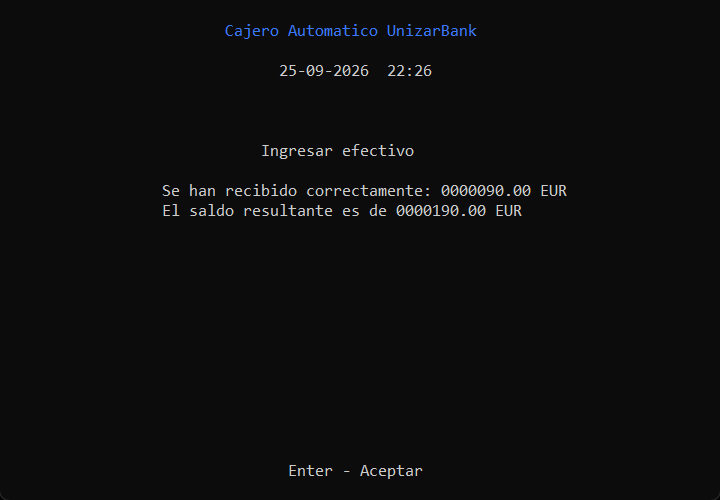 Cajero Automatico UnizarBank
25-09-2026  22:26
Ingresar efectivo
Se han recibido correctamente: 0000090.00 EUR
El saldo resultante es de 0000190.00 EUR
Enter - Aceptar